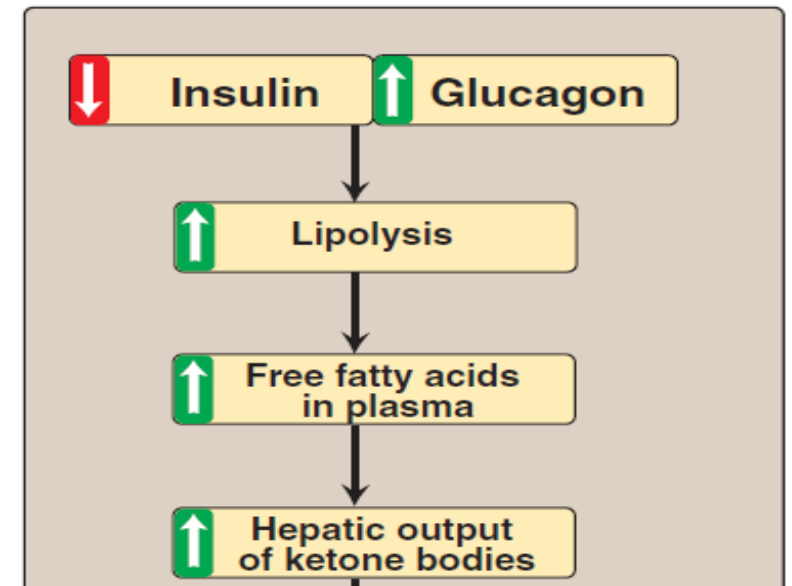 Insulin Glucagon
Lipolysis
Free fatty acids
in plasma
Hepatic output
of ketone bodies